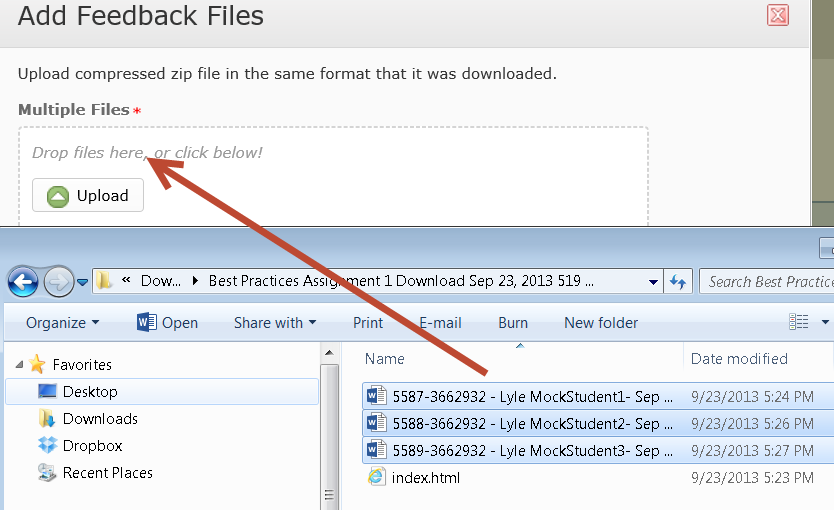 Add Feedback Files
Upload compressed zip file in the same format that it was downloaded.
Multiple Files *
Drop files here, or click below!
Upload
« Dow... Best Practices Assignment 1 Download Sep 23, 2013 519 ... Search Best Practice
Organize Open Share with Print E-mail Burn New folder
Favorites
Desktop
Downloads
Dropbox
Recent Places
Name Date modified
5587-3662932 - Lyle MockStudent1- Sep ... 9/23/2013 5:24 PM
5588-3662932 - Lyle MockStudent2- Sep ... 9/23/2013 5:26 PM
5589-3662932 - Lyle MockStudent3- Sep ... 9/23/2013 5:27 PM
index.html 9/23/2013 5:23 PM